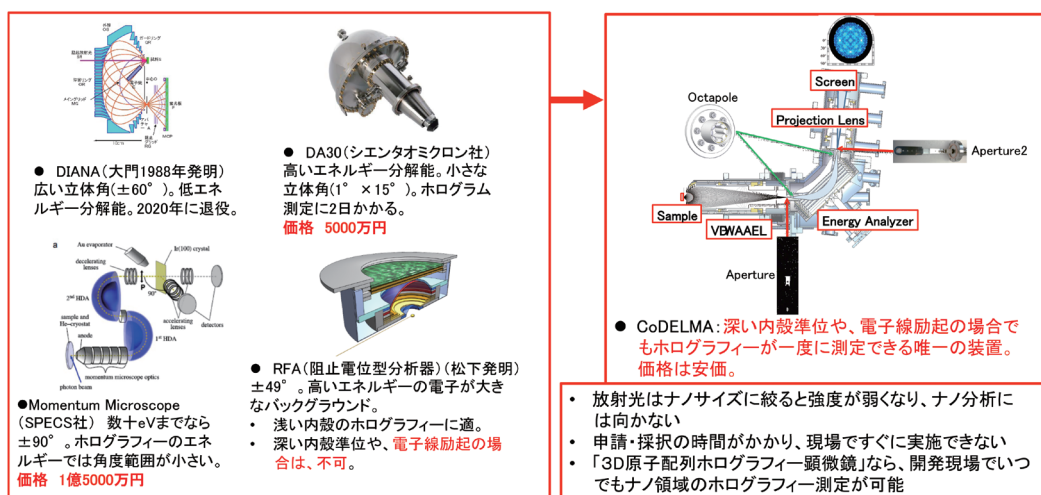 外球
OS
ガードリング
GR
試料S
電子銃
MCP
● DIANA(大門1988年発明)
広い立体角(±60°)。低エネ
ルギー分解能。2020年に退役。
● DA30(シエンタオミクロン社)
高いエネルギー分解能。小さな
立体角(1° ×15°)。ホログラム
測定に2日かかる。
価格 5000万円
a
Au evaporator
Ir(100) crystal
decelerating
lenses
P
90°
2nd HDA
accelerating
lenses
detectors
sample and
He-cryostat
anode
1st HDA
photon beam
momentum microscope optics
●Momentum Microscope
(SPECS社) 数十eVまでなら
±90°。ホログラフィーのエネ
ルギーでは角度範囲が小さい。
価格 1億5000万円
● RFA(阻止電位型分析器)(松下発明)
±49°。高いエネルギーの電子が大き
なバックグラウンド。
• 浅い内殻のホログラフィーに適。
• 深い内殻準位や、電子線励起の場
合は、不可。
Screen
Octapole
Projection Lens
Aperture2
Sample
Energy Analyzer
Aperture
● CoDELMA:深い内殻準位や、電子線励起の場合で
もホログラフィーが一度に測定できる唯一の装置。
価格は安価。
• 放射光はナノサイズに絞ると強度が弱くなり、ナノ分析に
は向かない
• 申請・採択の時間がかかり、現場ですぐに実施できない
• 「3D原子配列ホログラフィー顕微鏡」なら、開発現場でいつ
でもナノ領域のホログラフィー測定が可能